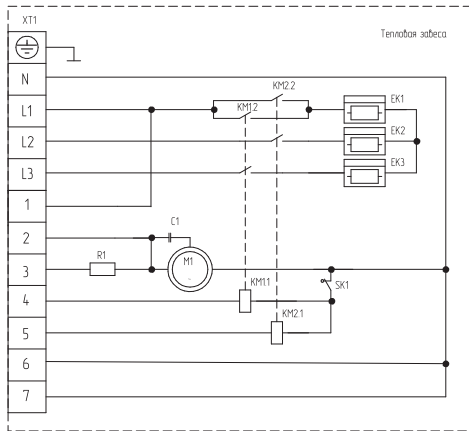 XT1
Тепловая завеса
N
KM2.2
L1
KM1.2
EK1
L2
EK2
L3
EK3
1
C1
2
R1
M1
3
KM1.1
SK1
4
KM2.1
5
6
7